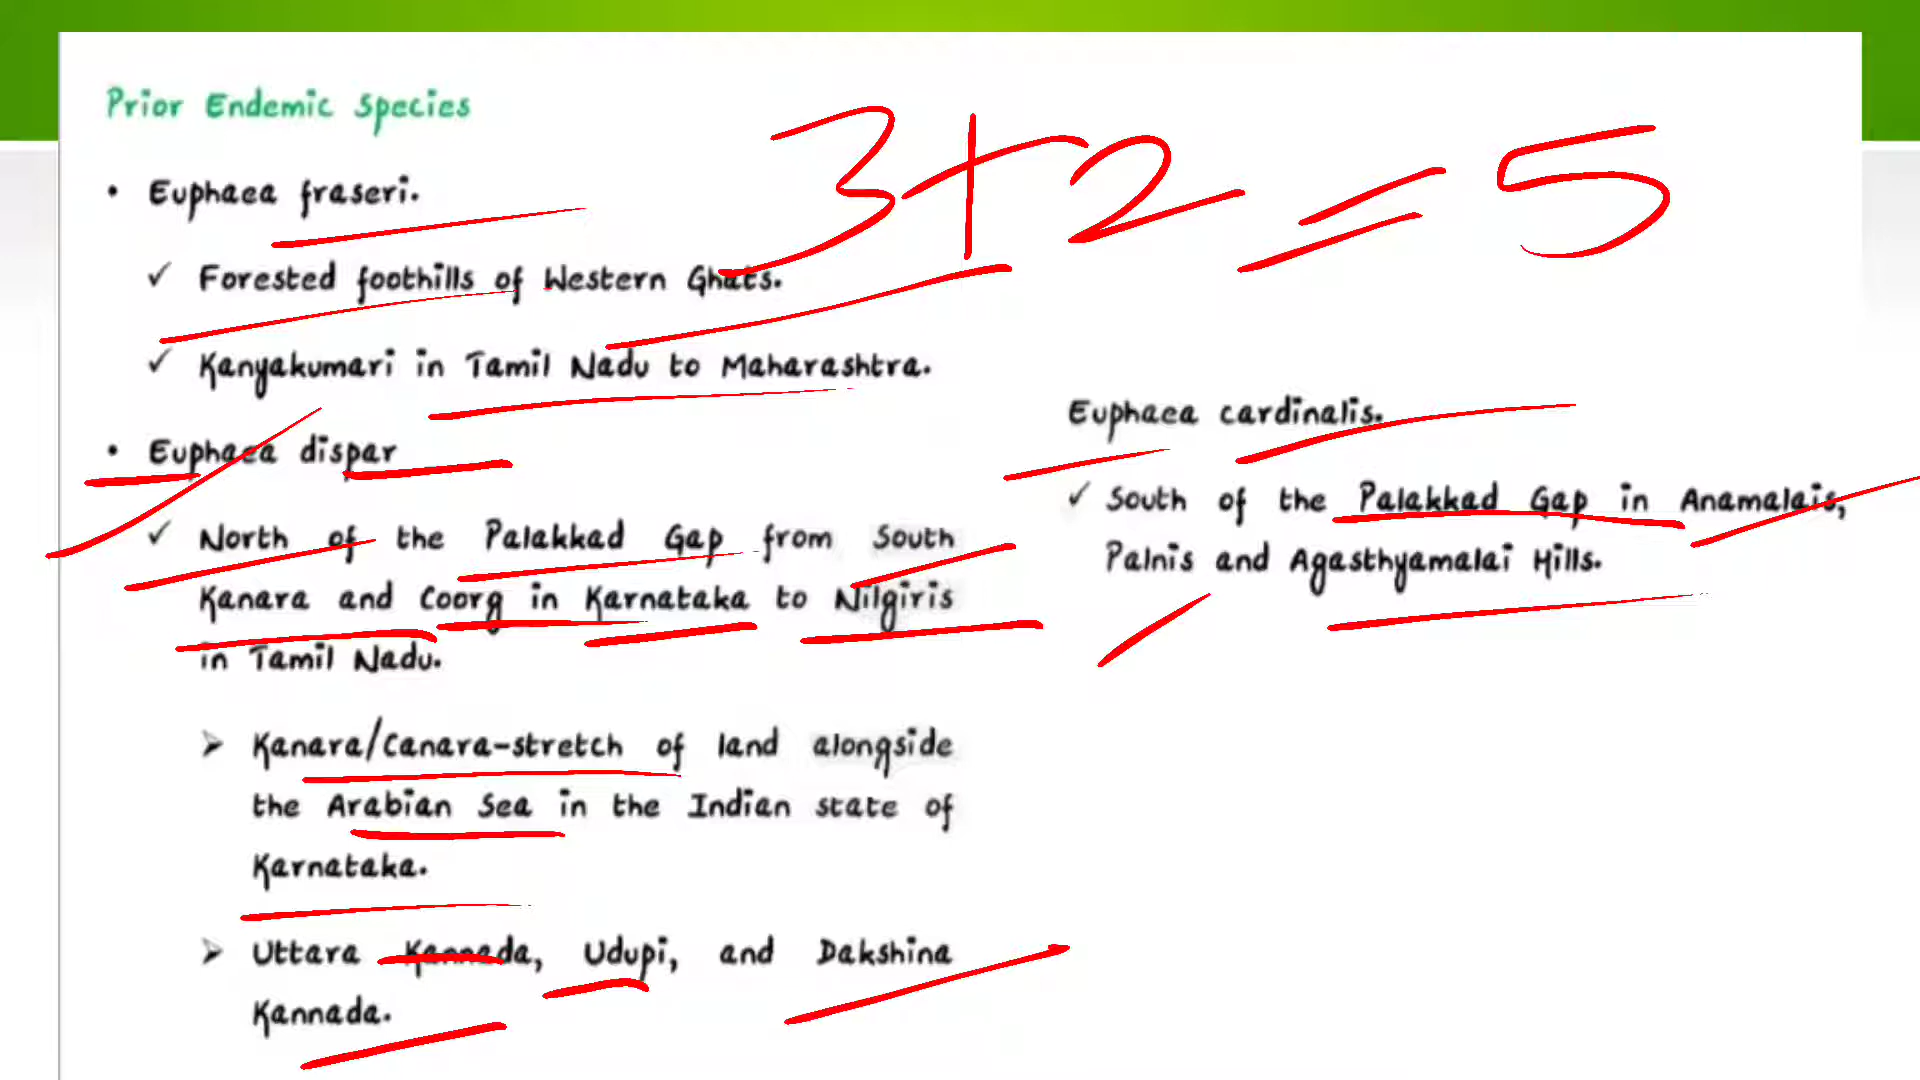 Prior Endemic Species
3+2=5
• Euphaea fraseri.
✓ Forested foothills of Western Ghats.
✓ Kanyakumari in Tamil Nadu to Maharashtra.
• Euphaea dispar
✓ North of the Palakkad Gap from South
Kanara and Coorg in Karnataka to Nilgiris
in Tamil Nadu.
➢ Kanara/Canara-stretch of land alongside
the Arabian Sea in the Indian state of
Karnataka.
➢ Uttara Kannada, Udupi, and Dakshina
Kannada.
Euphaea cardinalis.
✓ South of the Palakkad Gap in Anamalais,
Palnis and Agasthyamalai Hills.